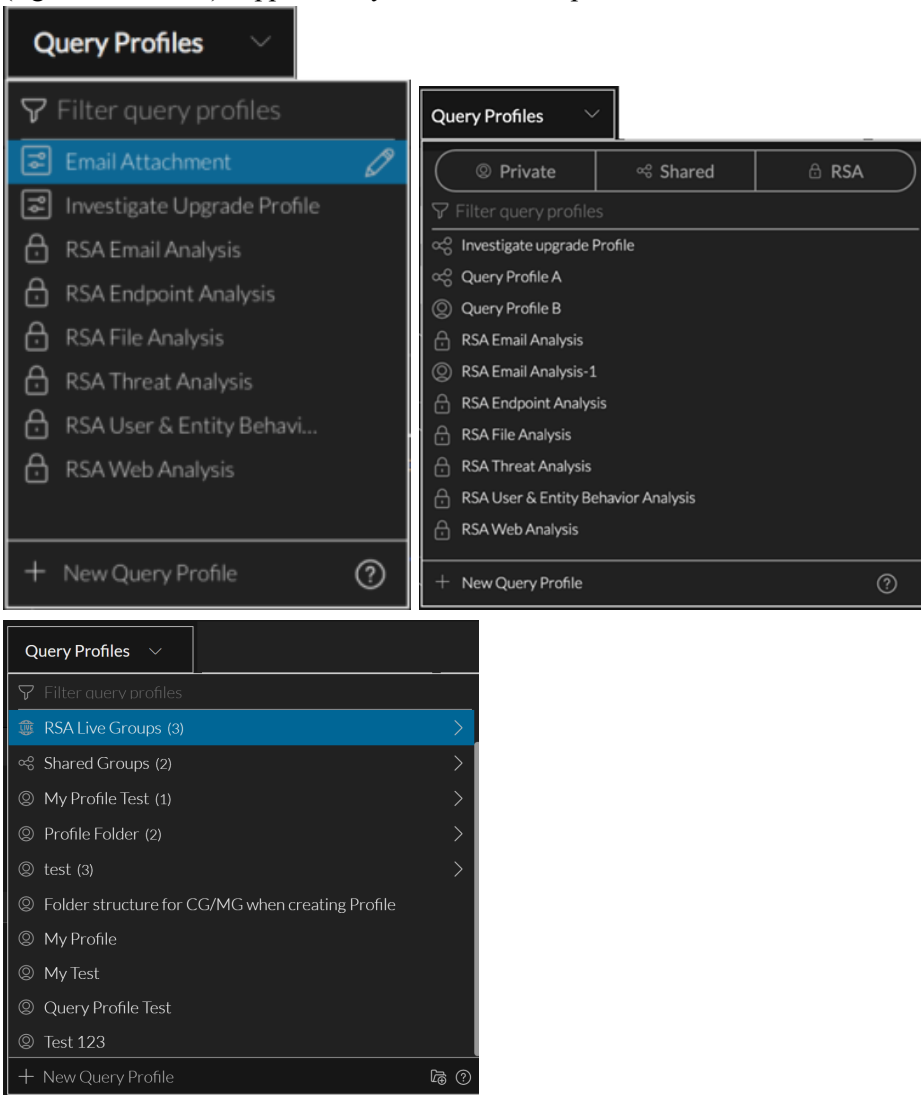 Query Profiles
Filter query profiles
Email Attachment
Investigate Upgrade Profile
RSA Email Analysis
RSA Endpoint Analysis
RSA File Analysis
RSA Threat Analysis
RSA User & Entity Behavi...
RSA Web Analysis
+ New Query Profile
Query Profiles
Private Shared RSA
Filter query profiles
Investigate upgrade Profile
Query Profile A
Query Profile B
RSA Email Analysis
RSA Email Analysis-1
RSA Endpoint Analysis
RSA File Analysis
RSA Threat Analysis
RSA User & Entity Behavior Analysis
RSA Web Analysis
+ New Query Profile
Query Profiles
Filter query profiles
LIVE RSA Live Groups (3)
Shared Groups (2)
My Profile Test (1)
Profile Folder (2)
test (3)
Folder structure for CG/MG when creating Profile
My Profile
My Test
Query Profile Test
Test 123
+ New Query Profile